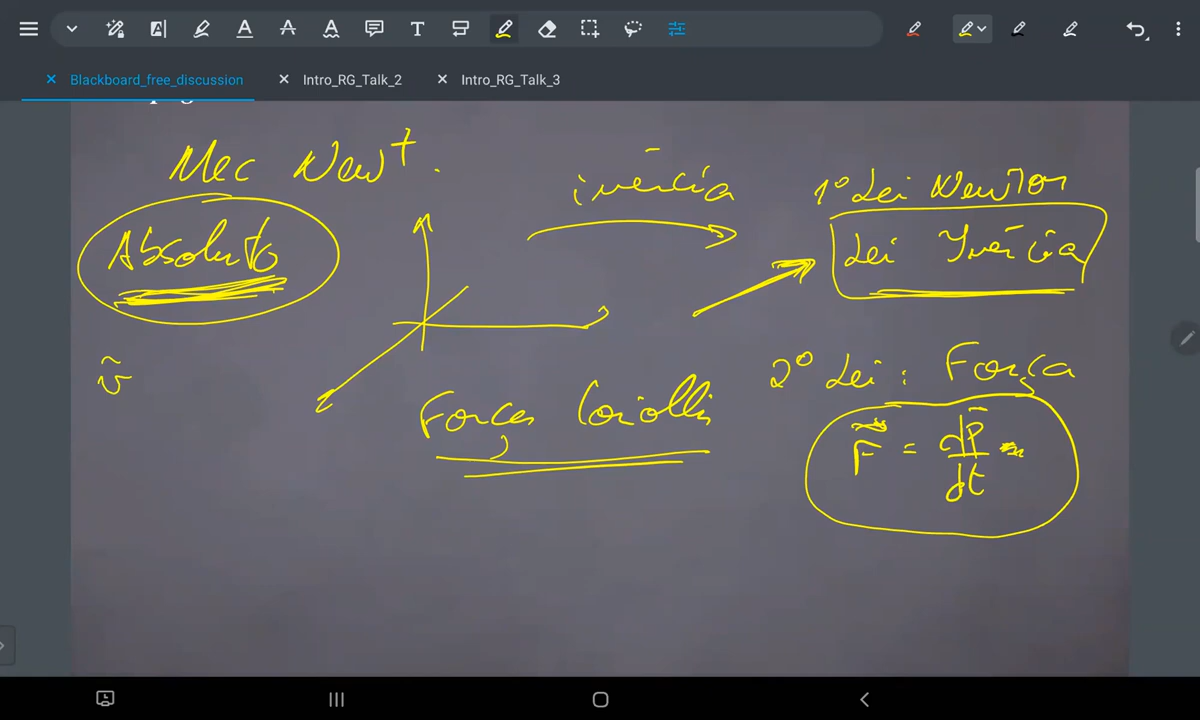 Blackboard_free_discussion
Intro_RG_Talk_2
Intro_RG_Talk_3
Mec Newt.
inércia
1º Lei Newton
Absoluto
Lei Inércia
2º Lei: Força
Forças Coriolli
F = dP
dt